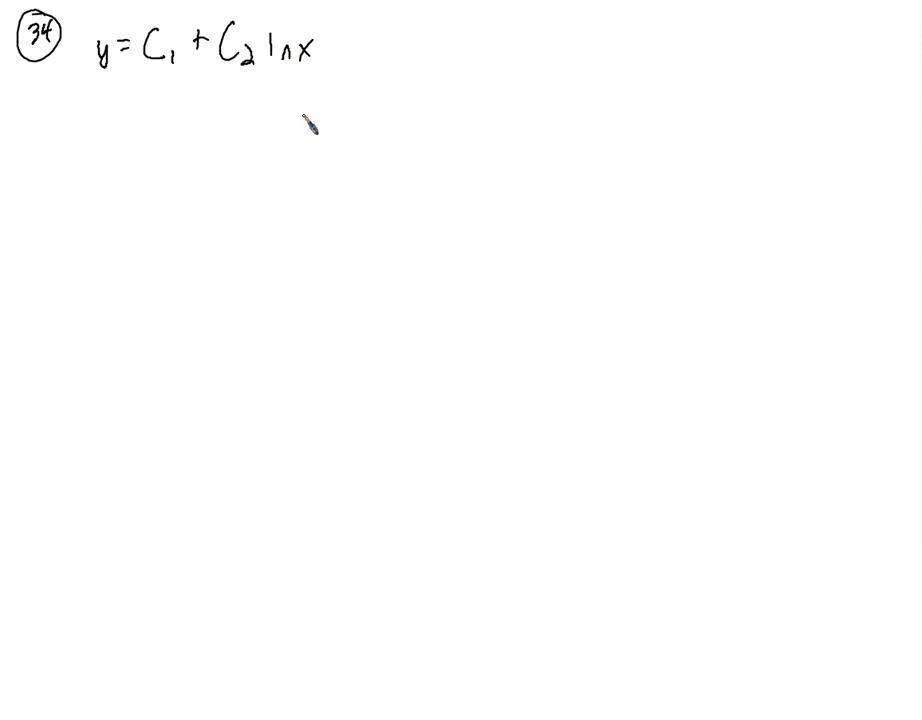 34 y = C₁ + C₂ ln x